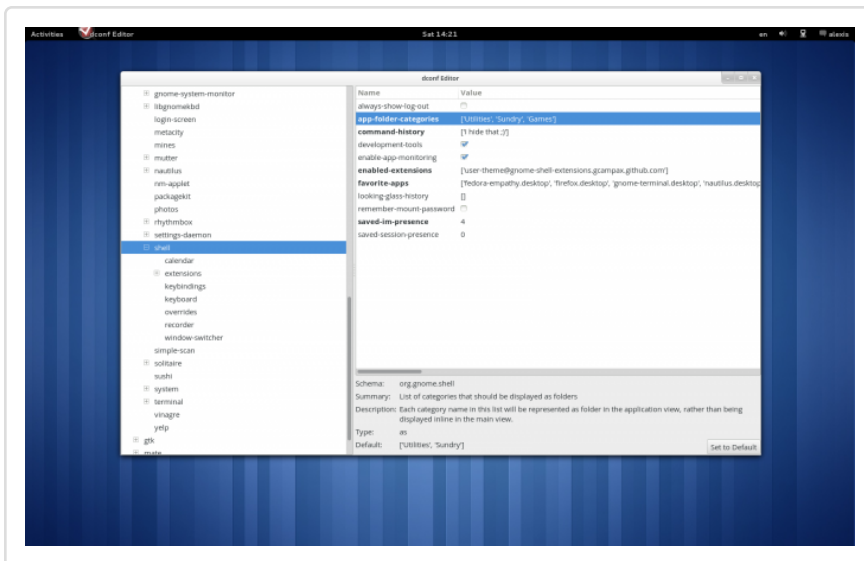 Activities dconf Editor Sat 14:21 en alexis
dconf Editor
gnome-system-monitor
libgnomekbd
login-screen
metacity
mines
mutter
nautilus
nm-applet
packagekit
photos
rhythmbox
settings-daemon
shell
calendar
extensions
keybindings
keyboard
overrides
recorder
window-switcher
simple-scan
solitaire
sushi
system
terminal
vinagre
yelp
gtk
mate
Name Value
always-show-log-out
app-folder-categories ['Utilities', 'Sundry', 'Games']
command-history ['I hide that ;)']
development-tools
enable-app-monitoring
enabled-extensions ['user-theme@gnome-shell-extensions.gcampax.github.com']
favorite-apps ['fedora-empathy.desktop', 'firefox.desktop', 'gnome-terminal.desktop', 'nautilus.desktop
looking-glass-history []
remember-mount-password
saved-im-presence 4
saved-session-presence 0
Schema: org.gnome.shell
Summary: List of categories that should be displayed as folders
Description: Each category name in this list will be represented as folder in the application view, rather than being
displayed inline in the main view.
Type: as
Default: ['Utilities', 'Sundry']
Set to Default